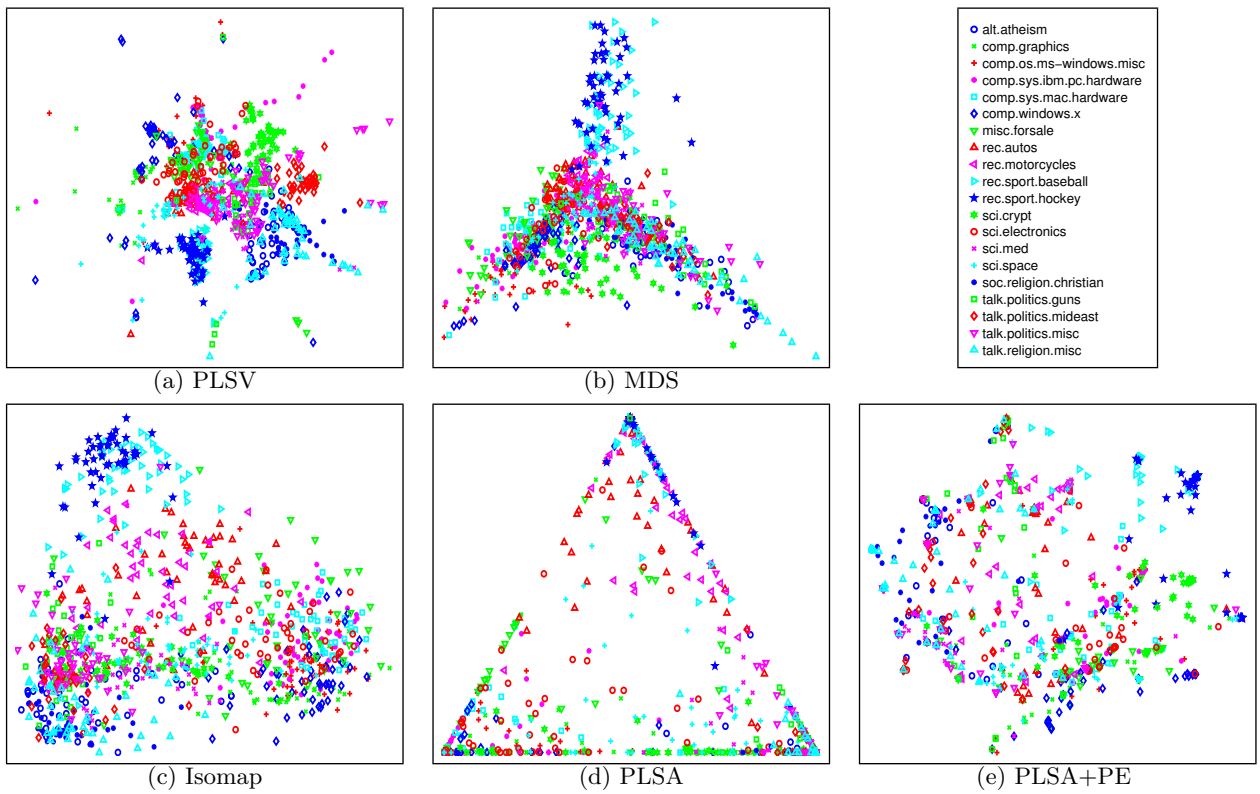 alt.atheism
comp.graphics
comp.os.ms−windows.misc
comp.sys.ibm.pc.hardware
comp.sys.mac.hardware
comp.windows.x
misc.forsale
rec.autos
rec.motorcycles
rec.sport.baseball
rec.sport.hockey
sci.crypt
sci.electronics
sci.med
sci.space
soc.religion.christian
talk.politics.guns
talk.politics.mideast
talk.politics.misc
talk.religion.misc
(a) PLSV
(b) MDS
(c) Isomap
(d) PLSA
(e) PLSA+PE